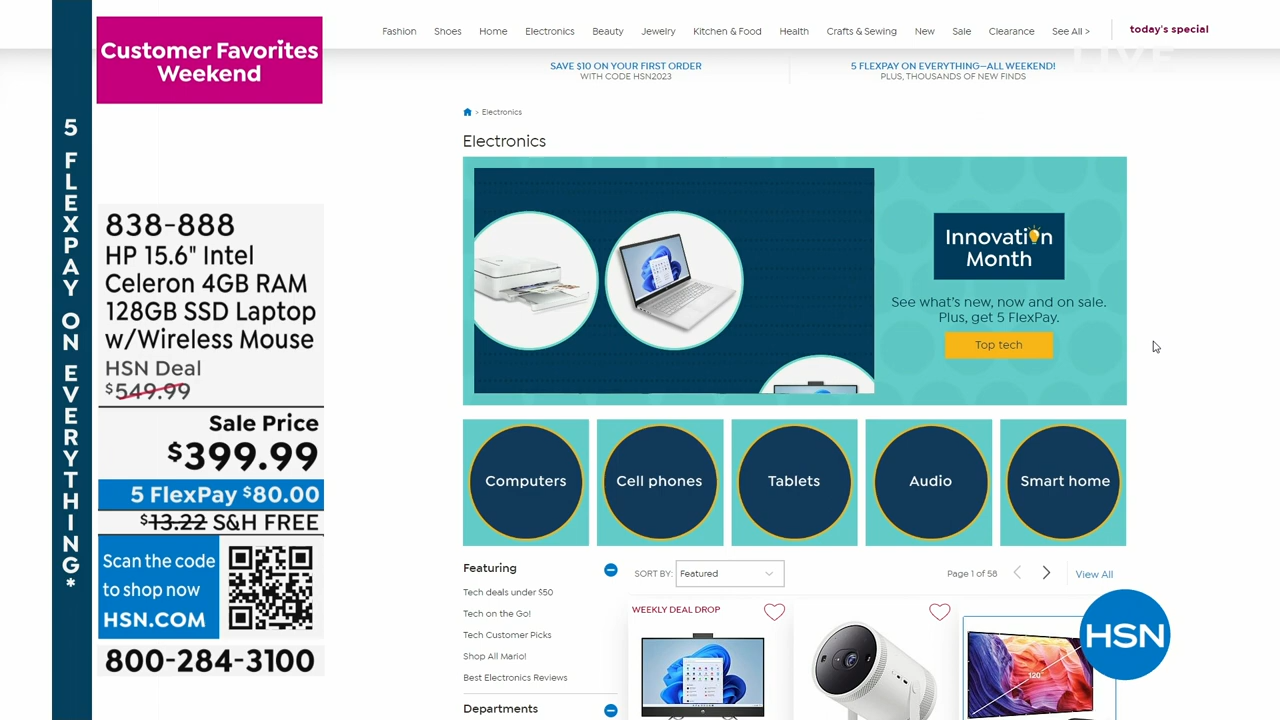 Customer Favorites
Weekend
5 FLEXPAY ON EVERYTHING*
838-888
HP 15.6" Intel
Celeron 4GB RAM
128GB SSD Laptop
w/Wireless Mouse
HSN Deal
$549.99
Sale Price
$399.99
5 FlexPay $80.00
$13.22 S&H FREE
Scan the code
to shop now
HSN.COM
800-284-3100
Fashion Shoes Home Electronics Beauty Jewelry Kitchen & Food Health Crafts & Sewing New Sale Clearance See All > today's special
LIVE
SAVE $10 ON YOUR FIRST ORDER
WITH CODE HSN2023
5 FLEXPAY ON EVERYTHING—ALL WEEKEND!
PLUS, THOUSANDS OF NEW FINDS
> Electronics
Electronics
Innovation
Month
See what's new, now and on sale.
Plus, get 5 FlexPay.
Top tech
Computers Cell phones Tablets Audio Smart home
Featuring
Tech deals under $50
Tech on the Go!
Tech Customer Picks
Shop All Mario!
Best Electronics Reviews
Departments
SORT BY: Featured Page 1 of 58 View All
WEEKLY DEAL DROP
120"
HSN